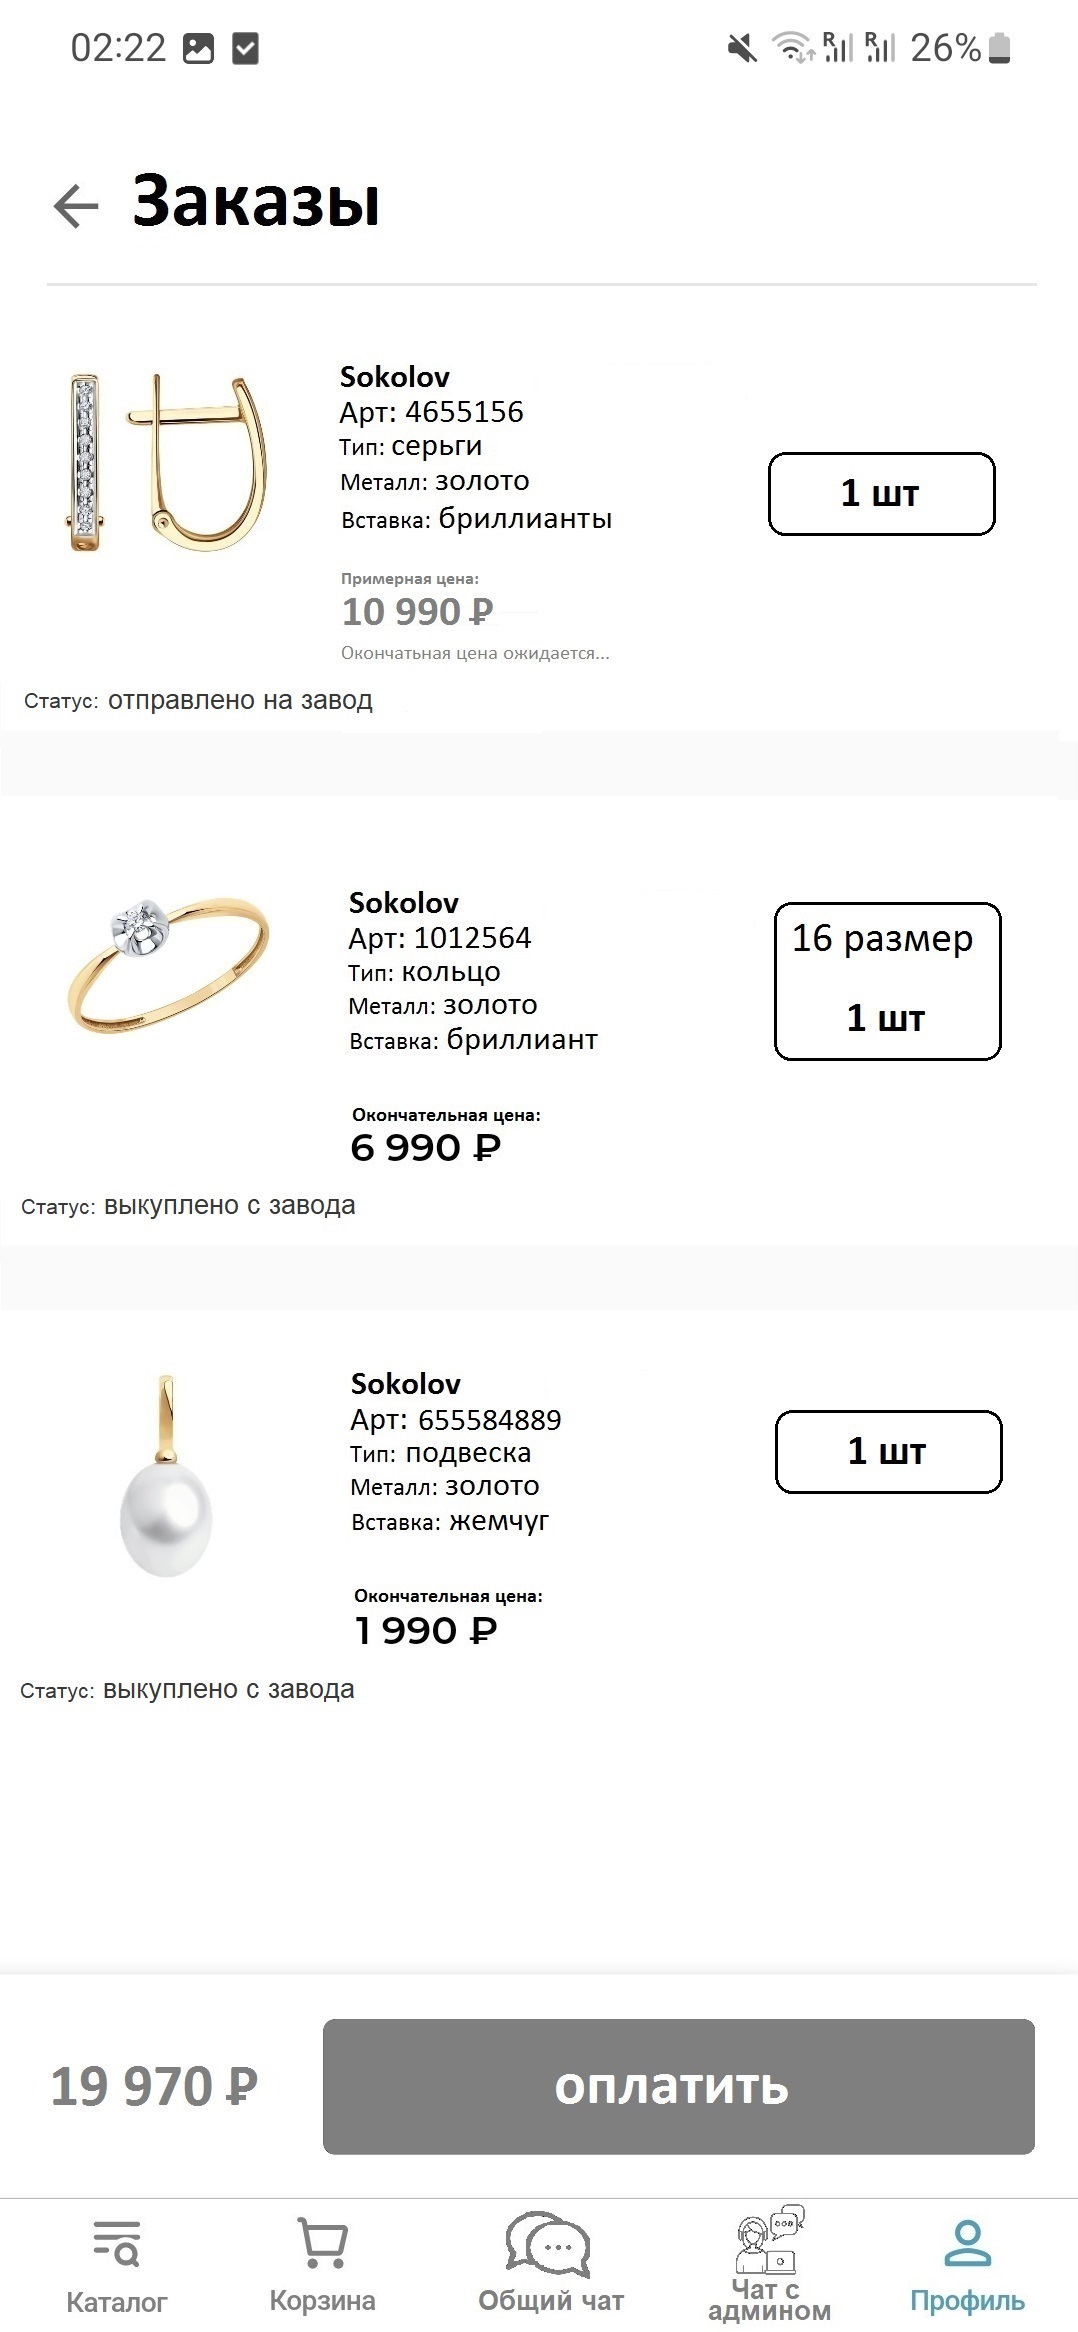 02:22
R R 26%
Заказы
Sokolov
Арт: 4655156
Тип: серьги
Металл: золото
Вставка: бриллианты
1 шт
Примерная цена:
10 990 ₽
Окончатьная цена ожидается...
Статус: отправлено на завод
Sokolov
Арт: 1012564
Тип: кольцо
Металл: золото
Вставка: бриллиант
16 размер
1 шт
Окончательная цена:
6 990 ₽
Статус: выкуплено с завода
Sokolov
Арт: 655584889
Тип: подвеска
Металл: золото
Вставка: жемчуг
1 шт
Окончательная цена:
1 990 ₽
Статус: выкуплено с завода
19 970 ₽
оплатить
Каталог
Корзина
Общий чат
Чат с
админом
Профиль